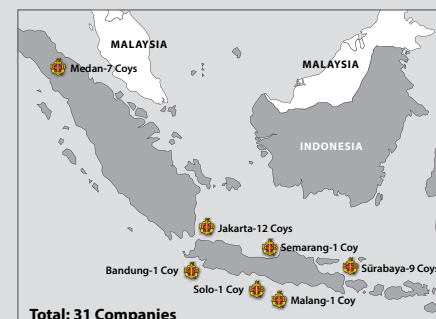 MALAYSIA
MALAYSIA
Medan-7 Coys
INDONESIA
Jakarta-12 Coys
Semarang-1 Coy
Bandung-1 Coy
Surabaya-9 Coys
Solo-1 Coy
Malang-1 Coy
Total: 31 Companies